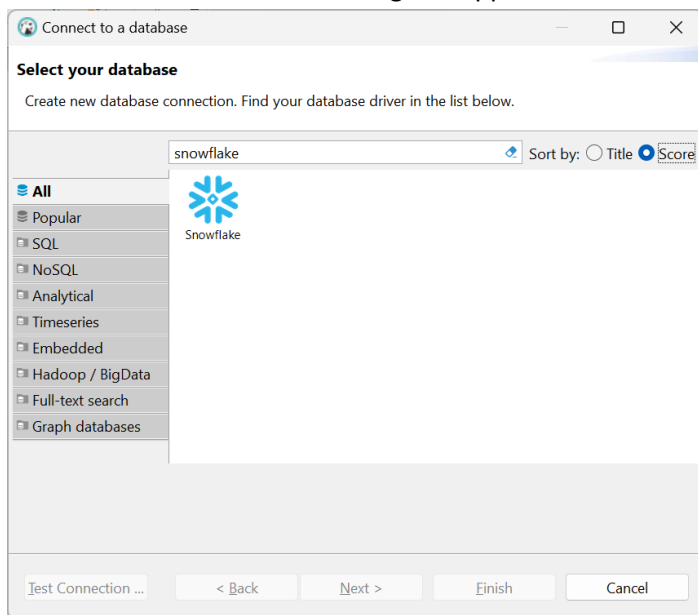 Connect to a database
Select your database
Create new database connection. Find your database driver in the list below.
snowflake
Sort by: Title Score
All
Popular
SQL
NoSQL
Analytical
Timeseries
Embedded
Hadoop / BigData
Full-text search
Graph databases
Snowflake
Test Connection ... < Back Next > Finish Cancel